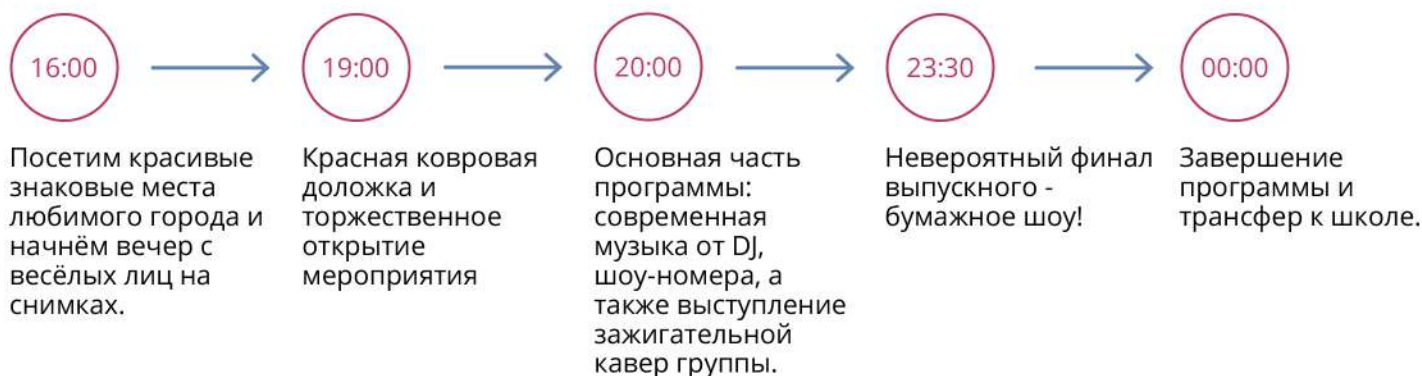 16:00
19:00
20:00
23:30
00:00
Посетим красивые
знаковые места
любимого города и
начнём вечер с
весёлых лиц на
снимках.
Красная ковровая
доложка и
торжественное
открытие
мероприятия
Основная часть
программы:
современная
музыка от DJ,
шоу-номера, а
также выступление
зажигательной
кавер группы.
Невероятный финал
выпускного -
бумажное шоу!
Завершение
программы и
трансфер к школе.